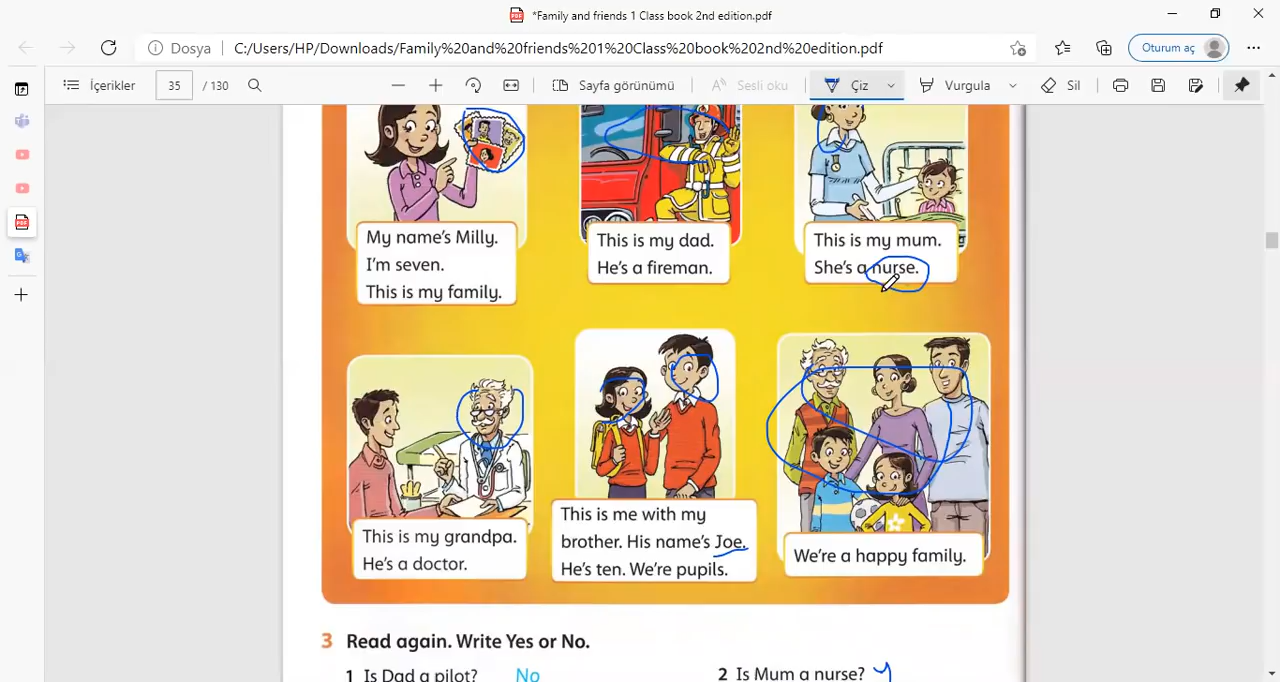 *Family and friends 1 Class book 2nd edition.pdf
Dosya C:/Users/HP/Downloads/Family%20and%20friends%201%20Class%20book%202nd%20edition.pdf Oturum aç
İçerikler 35 / 130 Sayfa görünümü Sesli oku Çiz Vurgula Sil
My name's Milly.
I'm seven.
This is my family.
This is my dad.
He's a fireman.
This is my mum.
She's a nurse.
This is my grandpa.
He's a doctor.
This is me with my
brother. His name's Joe.
He's ten. We're pupils.
We're a happy family.
3 Read again. Write Yes or No.
1 Is Dad a pilot? No
2 Is Mum a nurse? y